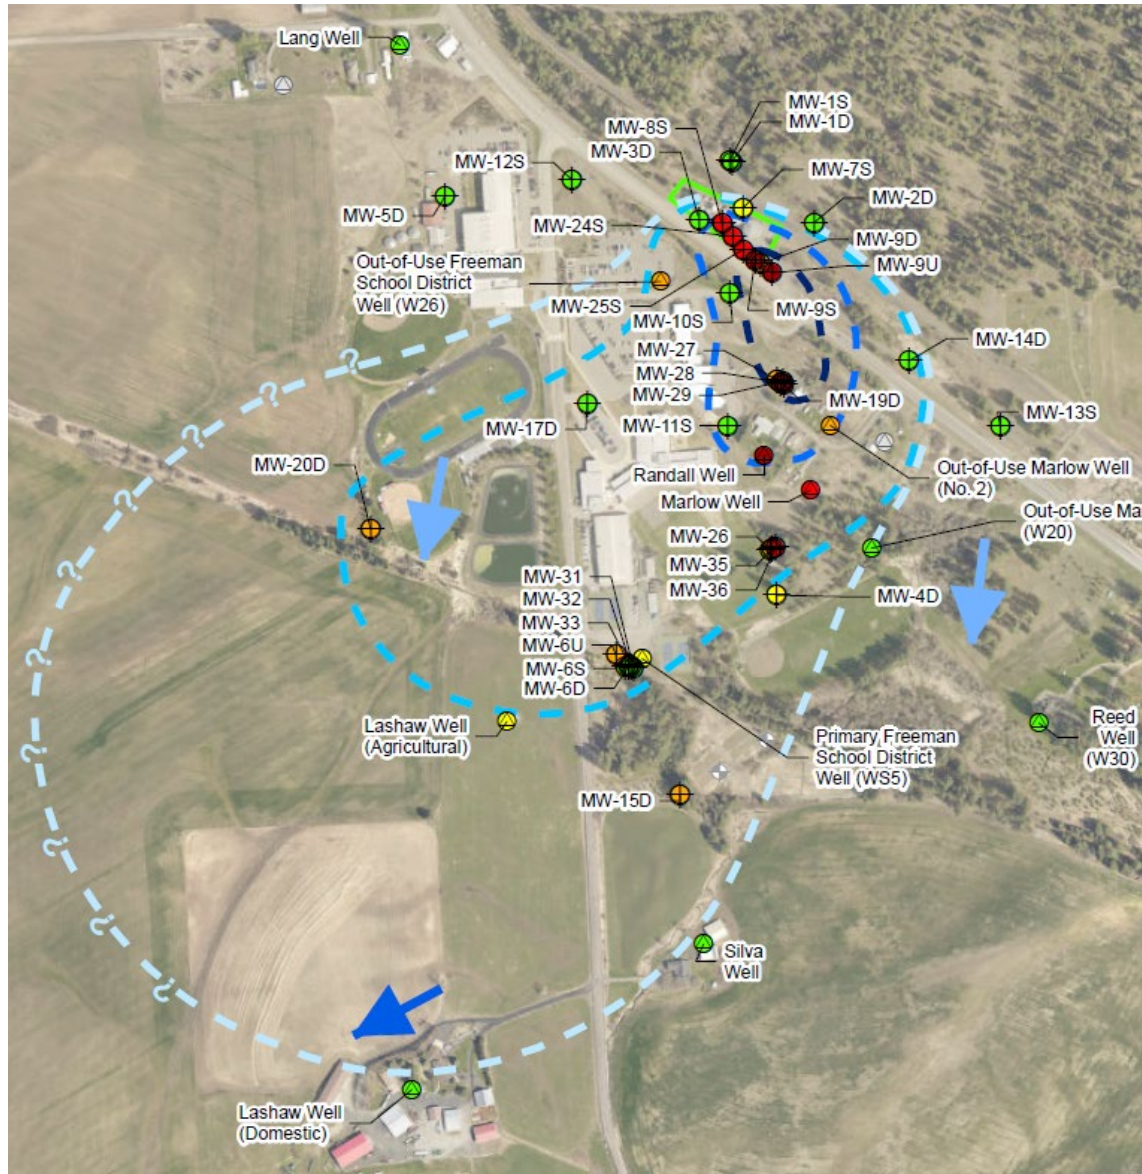 Lang Well
MW-1S
MW-1D
MW-8S
MW-3D
MW-12S
MW-7S
MW-5D
MW-24S
MW-2D
MW-9D
MW-9U
Out-of-Use Freeman
School District
Well (W26)
MW-25S
MW-9S
MW-10S
MW-27
MW-28
MW-29
MW-14D
MW-19D
MW-17D
MW-11S
MW-13S
MW-20D
Randall Well
Out-of-Use Marlow Well
(No. 2)
Marlow Well
Out-of-Use Ma
(W20)
MW-26
MW-35
MW-36
MW-31
MW-32
MW-33
MW-6U
MW-6S
MW-6D
MW-4D
Lashaw Well
(Agricultural)
Primary Freeman
School District
Well (WS5)
Reed
Well
(W30)
MW-15D
Silva
Well
Lashaw Well
(Domestic)
?
?
?
?
?
?
?
?